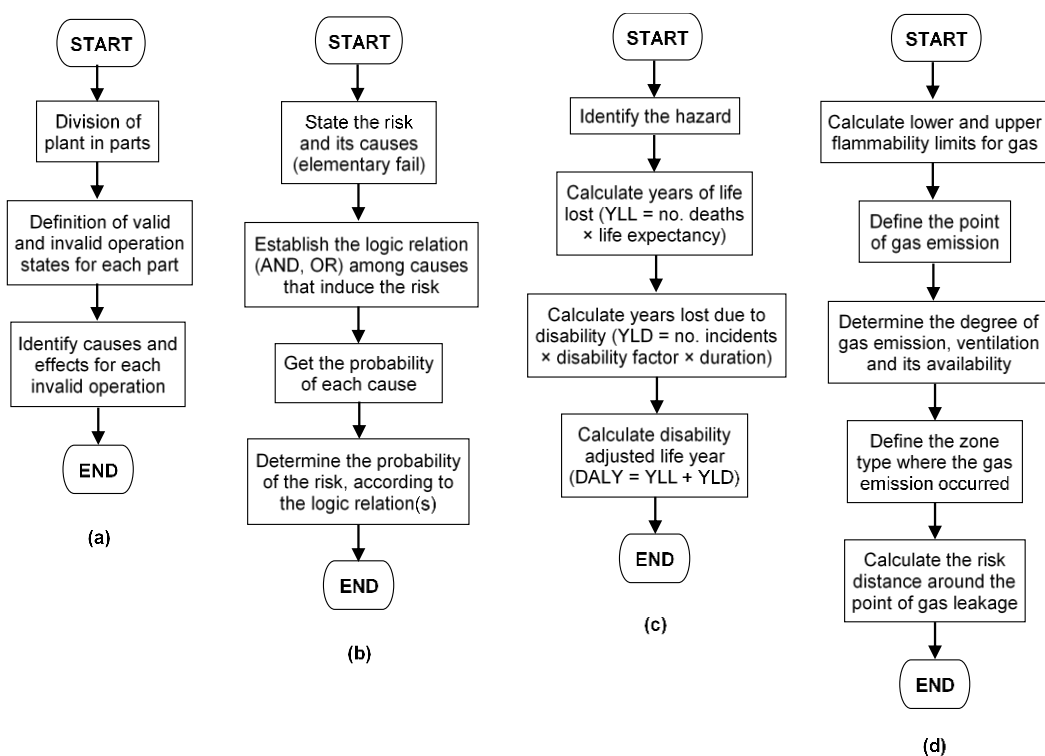 START
Division of
plant in parts
Definition of valid
and invalid operation
states for each part
Identify causes and
effects for each
invalid operation
END
(a)
START
State the risk
and its causes
(elementary fail)
Establish the logic relation
(AND, OR) among causes
that induce the risk
Get the probability
of each cause
Determine the probability
of the risk, according to
the logic relation(s)
END
(b)
START
Identify the hazard
Calculate years of life
lost (YLL = no. deaths
× life expectancy)
Calculate years lost due to
disability (YLD = no. incidents
× disability factor × duration)
Calculate disability
adjusted life year
(DALY = YLL + YLD)
END
(c)
START
Calculate lower and upper
flammability limits for gas
Define the point
of gas emission
Determine the degree of
gas emission, ventilation
and its availability
Define the zone
type where the gas
emission occurred
Calculate the risk
distance around the
point of gas leakage
END
(d)